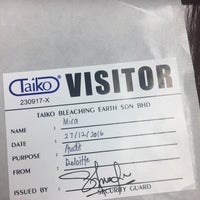 Taiko®
VISITOR
230917-X
TAIKO BLEACHING EARTH SDN BHD
NAME : Mira
DATE : 27/12/2016
PURPOSE : Audit
FROM : Deloitte
ISSUED BY :
SECURITY GUARD